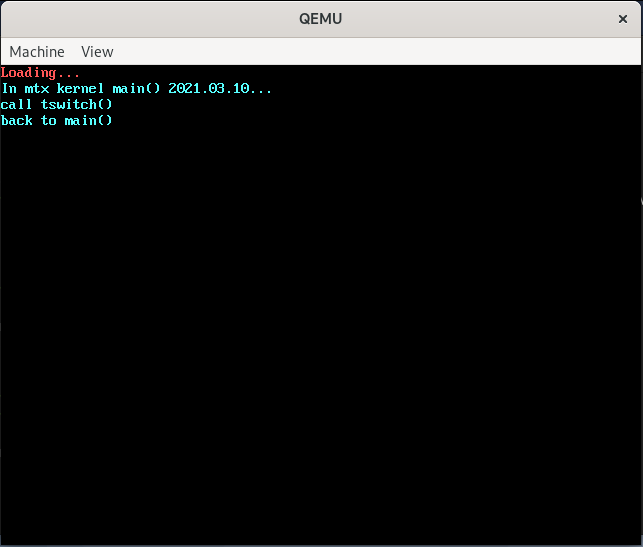 QEMU
Machine View
Loading...
In mtx kernel main() 2021.03.10...
call tswitch()
back to main()